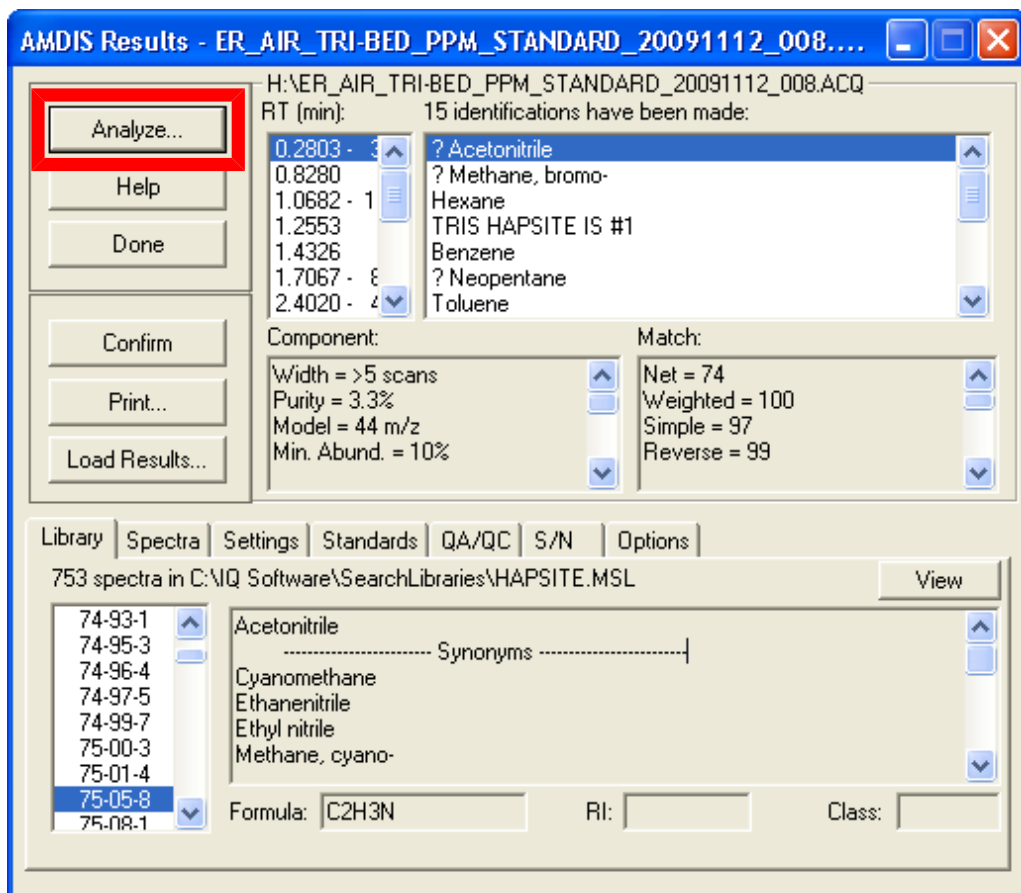 AMDIS Results - ER_AIR_TRI-BED_PPM_STANDARD_20091112_008....
H:\ER_AIR_TRI-BED_PPM_STANDARD_20091112_008.ACQ
Analyze...
Help
Done
RT (min):
0.2803 -
0.8280
1.0682 - 1
1.2553
1.4326
1.7067 -
2.4020 -
15 identifications have been made:
? Acetonitrile
? Methane, bromo-
Hexane
TRIS HAPSITE IS #1
Benzene
? Neopentane
Toluene
Confirm
Print...
Load Results...
Component:
Width = >5 scans
Purity = 3.3%
Model = 44 m/z
Min. Abund. = 10%
Match:
Net = 74
Weighted = 100
Simple = 97
Reverse = 99
Library Spectra Settings Standards QA/QC S/N Options
753 spectra in C:\IQ Software\SearchLibraries\HAPSITE.MSL
View
74-93-1
74-95-3
74-96-4
74-97-5
74-99-7
75-00-3
75-01-4
75-05-8
75-08-1
Acetonitrile
------------------------- Synonyms -------------------------
Cyanomethane
Ethanenitrile
Ethyl nitrile
Methane, cyano-
Formula: C2H3N RI: Class: